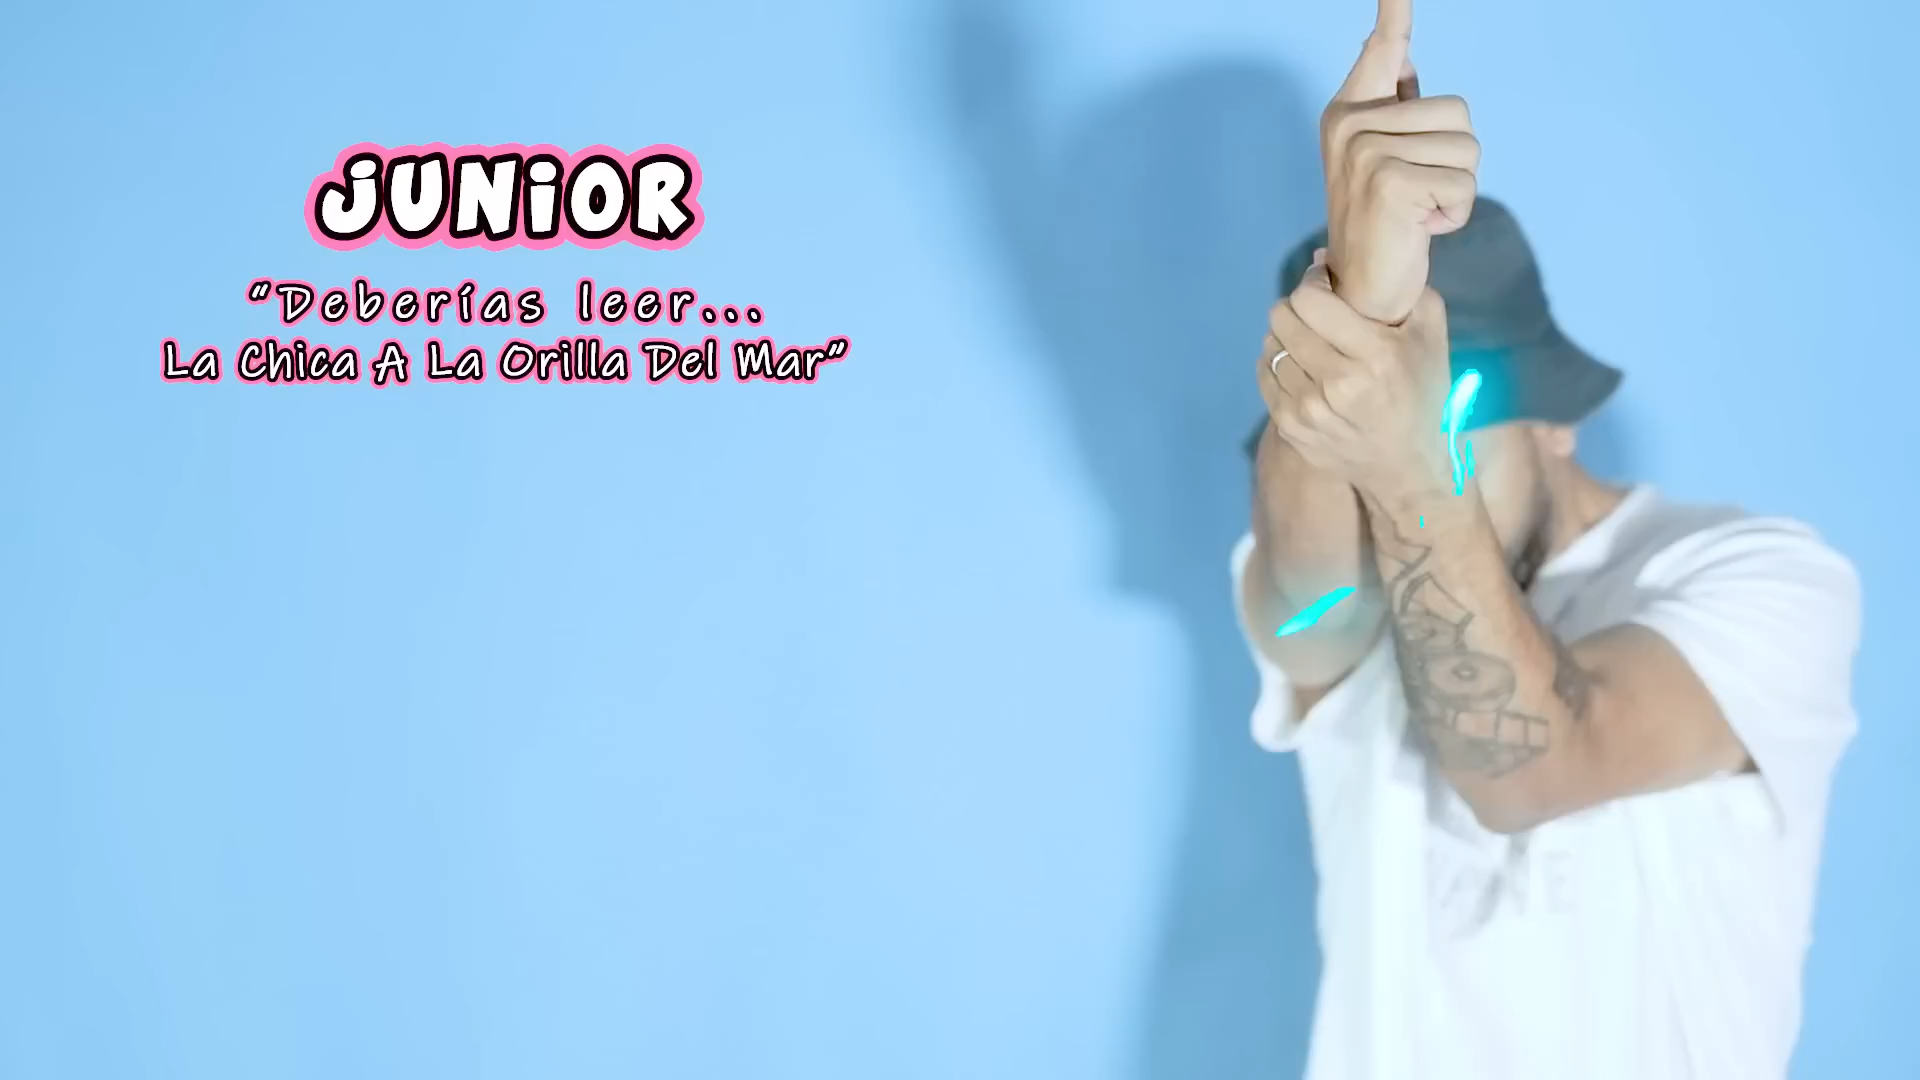 JUNiOR
“Deberías leer...
La Chica A La Orilla Del Mar”